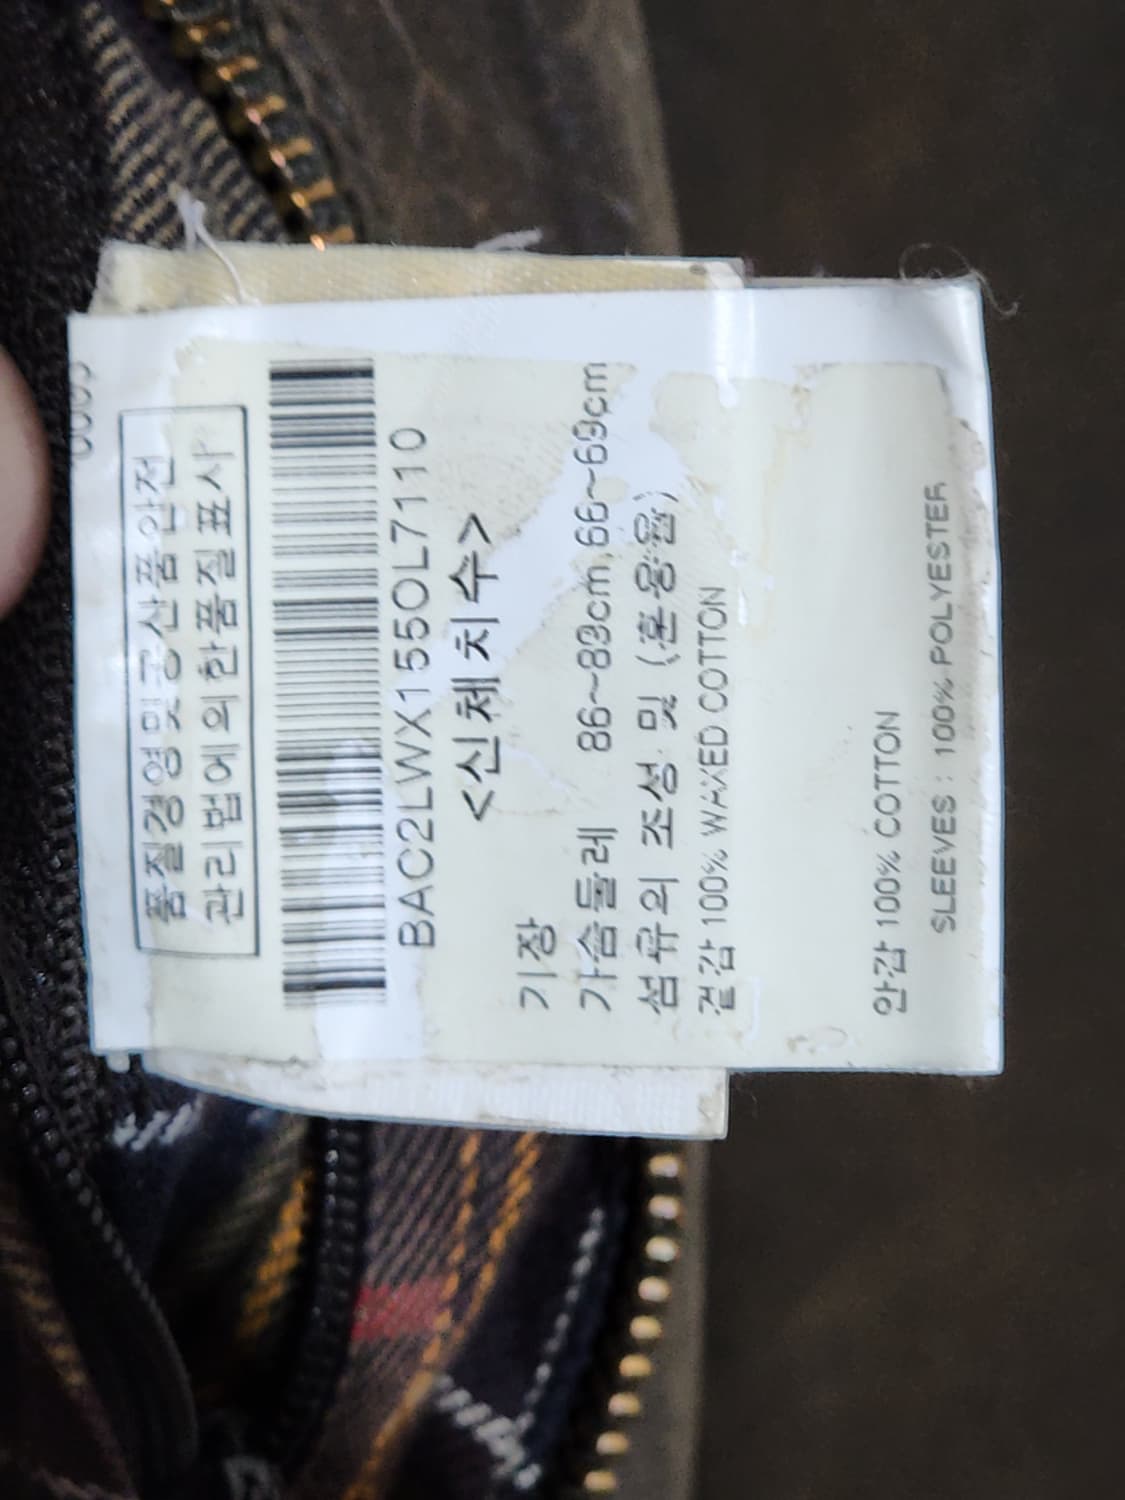 품질경영및공산품안전
관리법에의한품질표시
BAC2LWX155OL7110
<신체치수>
기장
가슴둘레 86~89cm,66~69cm
섬유의 조성 및 (혼용율)
겉감 100% WAXED COTTON
안감 100% COTTON
SLEEVES : 100% POLYESTER